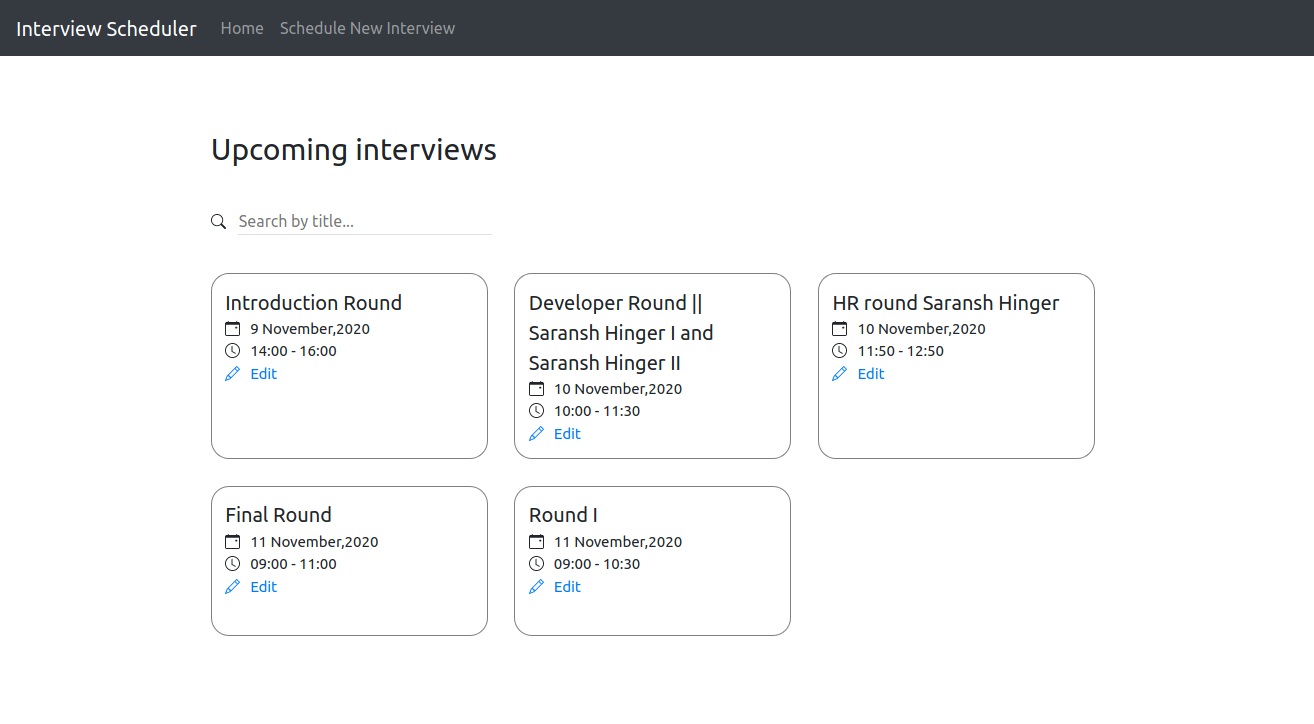 Interview Scheduler Home Schedule New Interview
Upcoming interviews
Search by title...
Introduction Round
9 November,2020
14:00 - 16:00
Edit
Developer Round ||
Saransh Hinger I and
Saransh Hinger II
10 November,2020
10:00 - 11:30
Edit
HR round Saransh Hinger
10 November,2020
11:50 - 12:50
Edit
Final Round
11 November,2020
09:00 - 11:00
Edit
Round I
11 November,2020
09:00 - 10:30
Edit